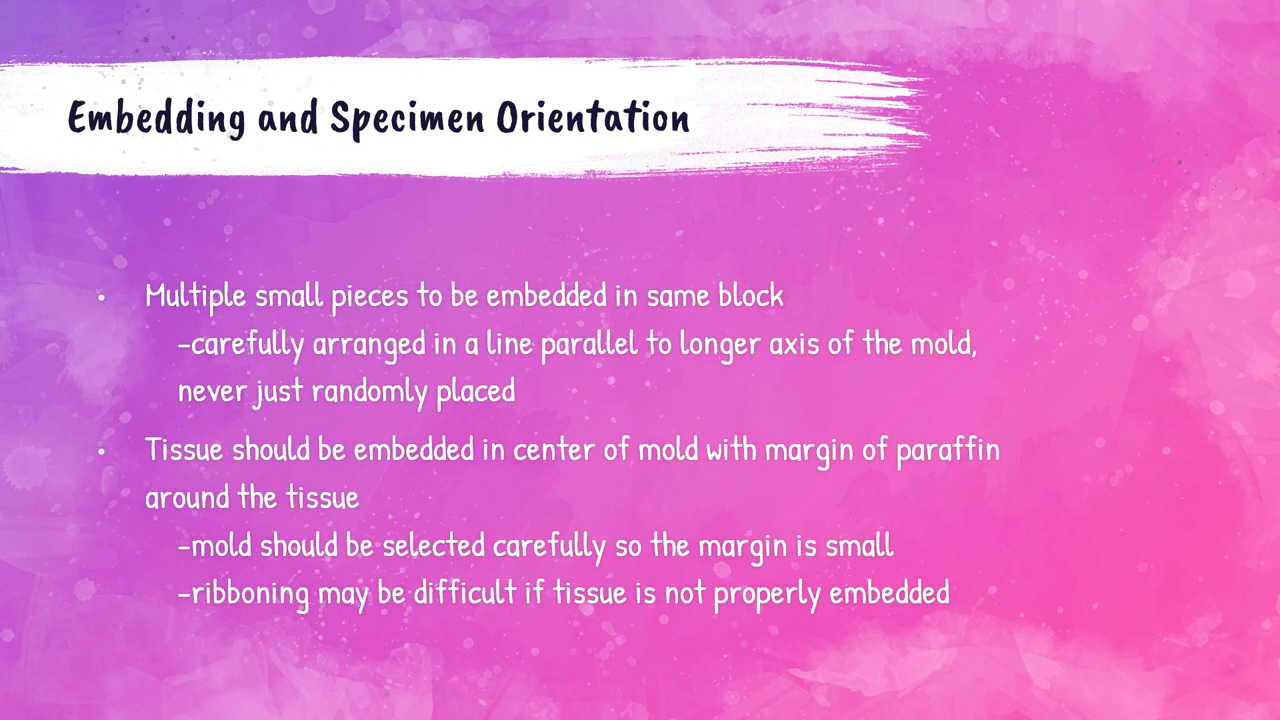 Embedding and Specimen Orientation
• Multiple small pieces to be embedded in same block
–carefully arranged in a line parallel to longer axis of the mold,
never just randomly placed
• Tissue should be embedded in center of mold with margin of paraffin
around the tissue
–mold should be selected carefully so the margin is small
–ribboning may be difficult if tissue is not properly embedded